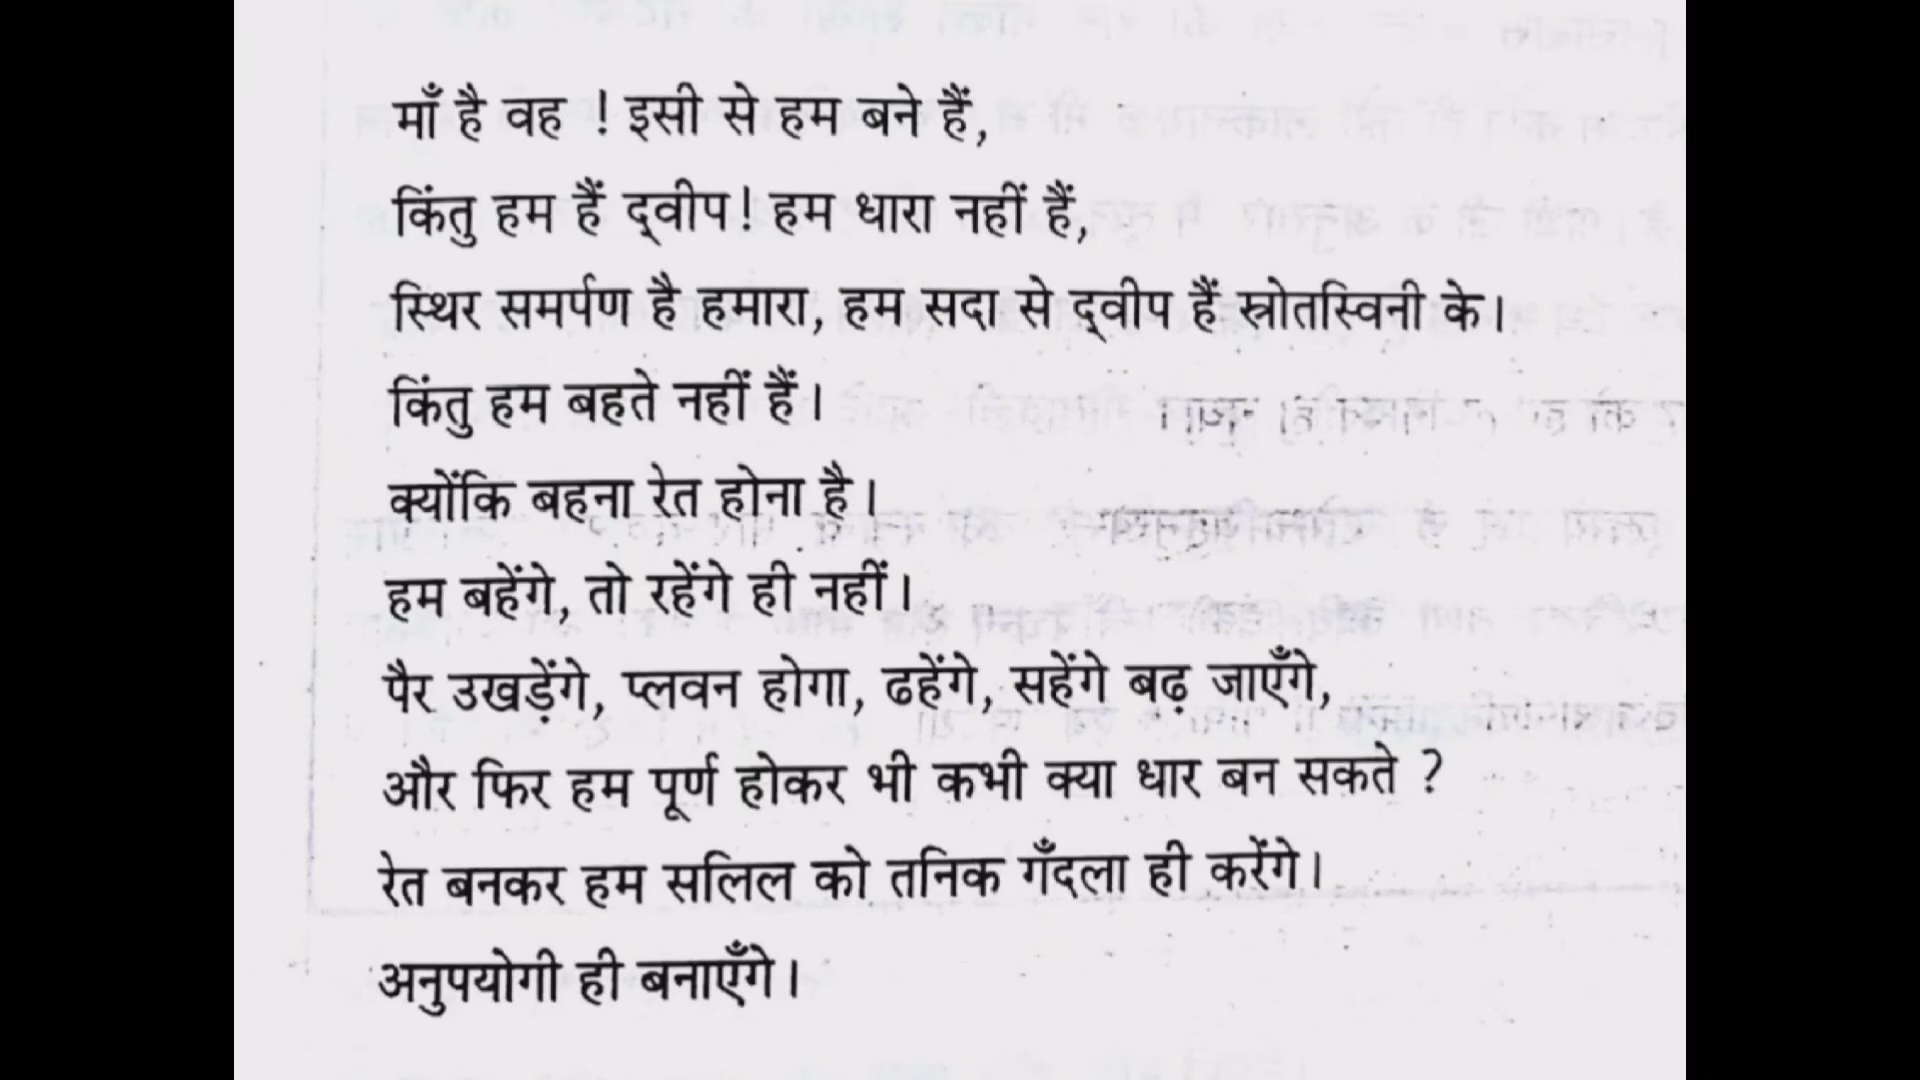 माँ है वह ! इसी से हम बने हैं,
किंतु हम हैं द्‌वीप! हम धारा नहीं हैं,
स्थिर समर्पण है हमारा, हम सदा से द्‌वीप हैं स्रोतस्विनी के।
किंतु हम बहते नहीं हैं।
क्योंकि बहना रेत होना है।
हम बहेंगे, तो रहेंगे ही नहीं।
पैर उखड़ेंगे, प्लवन होगा, ढहेंगे, सहेंगे बढ़ जाएँगे,
और फिर हम पूर्ण होकर भी कभी क्या धार बन सकते ?
रेत बनकर हम सलिल को तनिक गँदला ही करेंगे।
अनुपयोगी ही बनाएँगे।